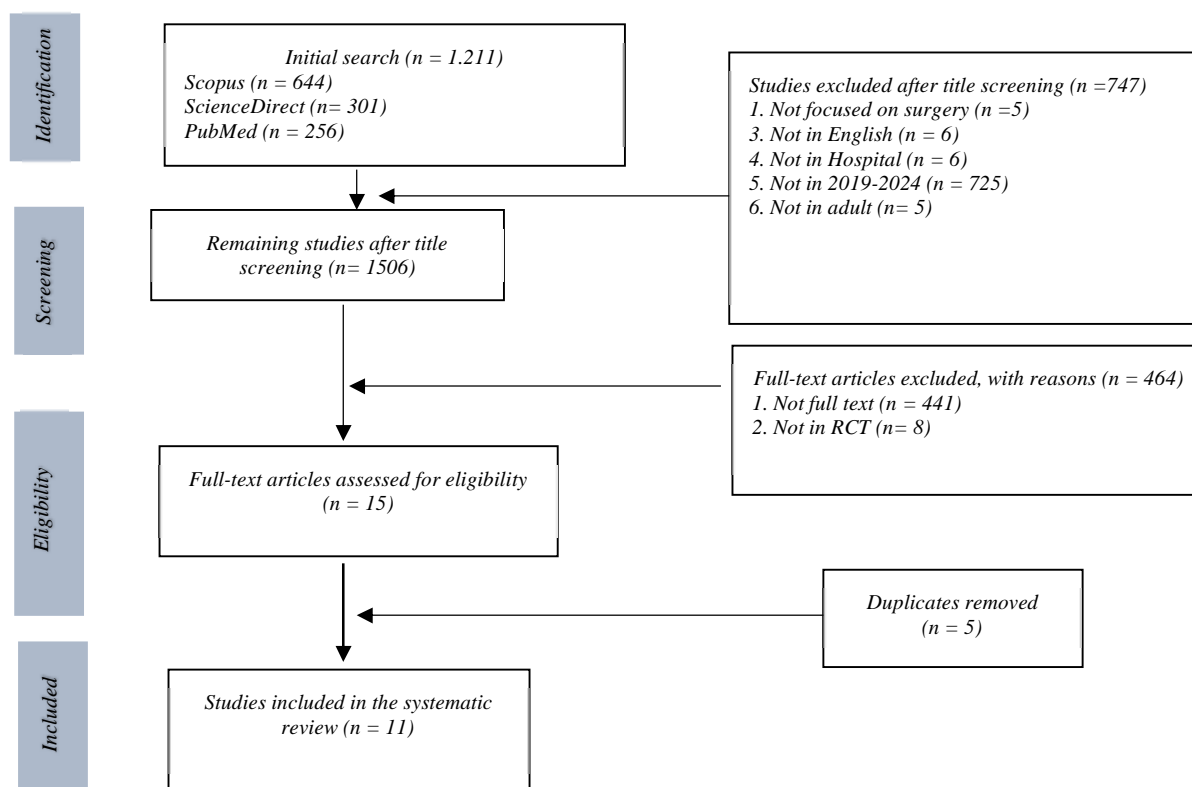 Identification
Initial search (n = 1.211)
Scopus (n = 644)
ScienceDirect (n= 301)
PubMed (n = 256)
Studies excluded after title screening (n =747)
1. Not focused on surgery (n =5)
3. Not in English (n = 6)
4. Not in Hospital (n = 6)
5. Not in 2019-2024 (n = 725)
6. Not in adult (n= 5)
Screening
Remaining studies after title
screening (n= 1506)
Full-text articles excluded, with reasons (n = 464)
1. Not full text (n = 441)
2. Not in RCT (n= 8)
Eligibility
Full-text articles assessed for eligibility
(n = 15)
Duplicates removed
(n = 5)
Included
Studies included in the systematic
review (n = 11)